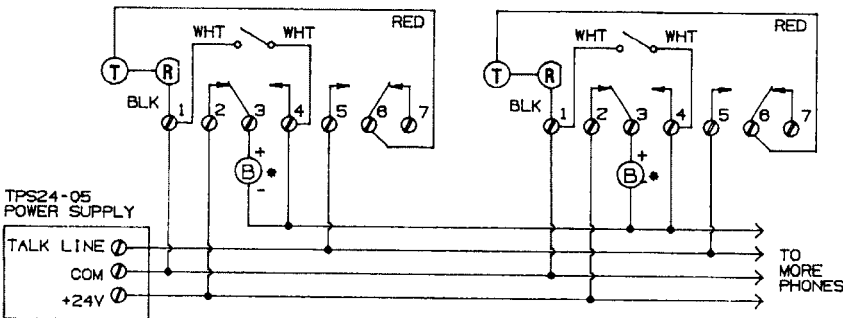 WHT WHT RED
T R
BLK 1 2 3 4 5 6 7
+
B *
-
WHT WHT RED
T R
BLK 1 2 3 4 5 6 7
+
B *
-
TPS24-05
POWER SUPPLY
TALK LINE
COM
+24V
TO
MORE
PHONES